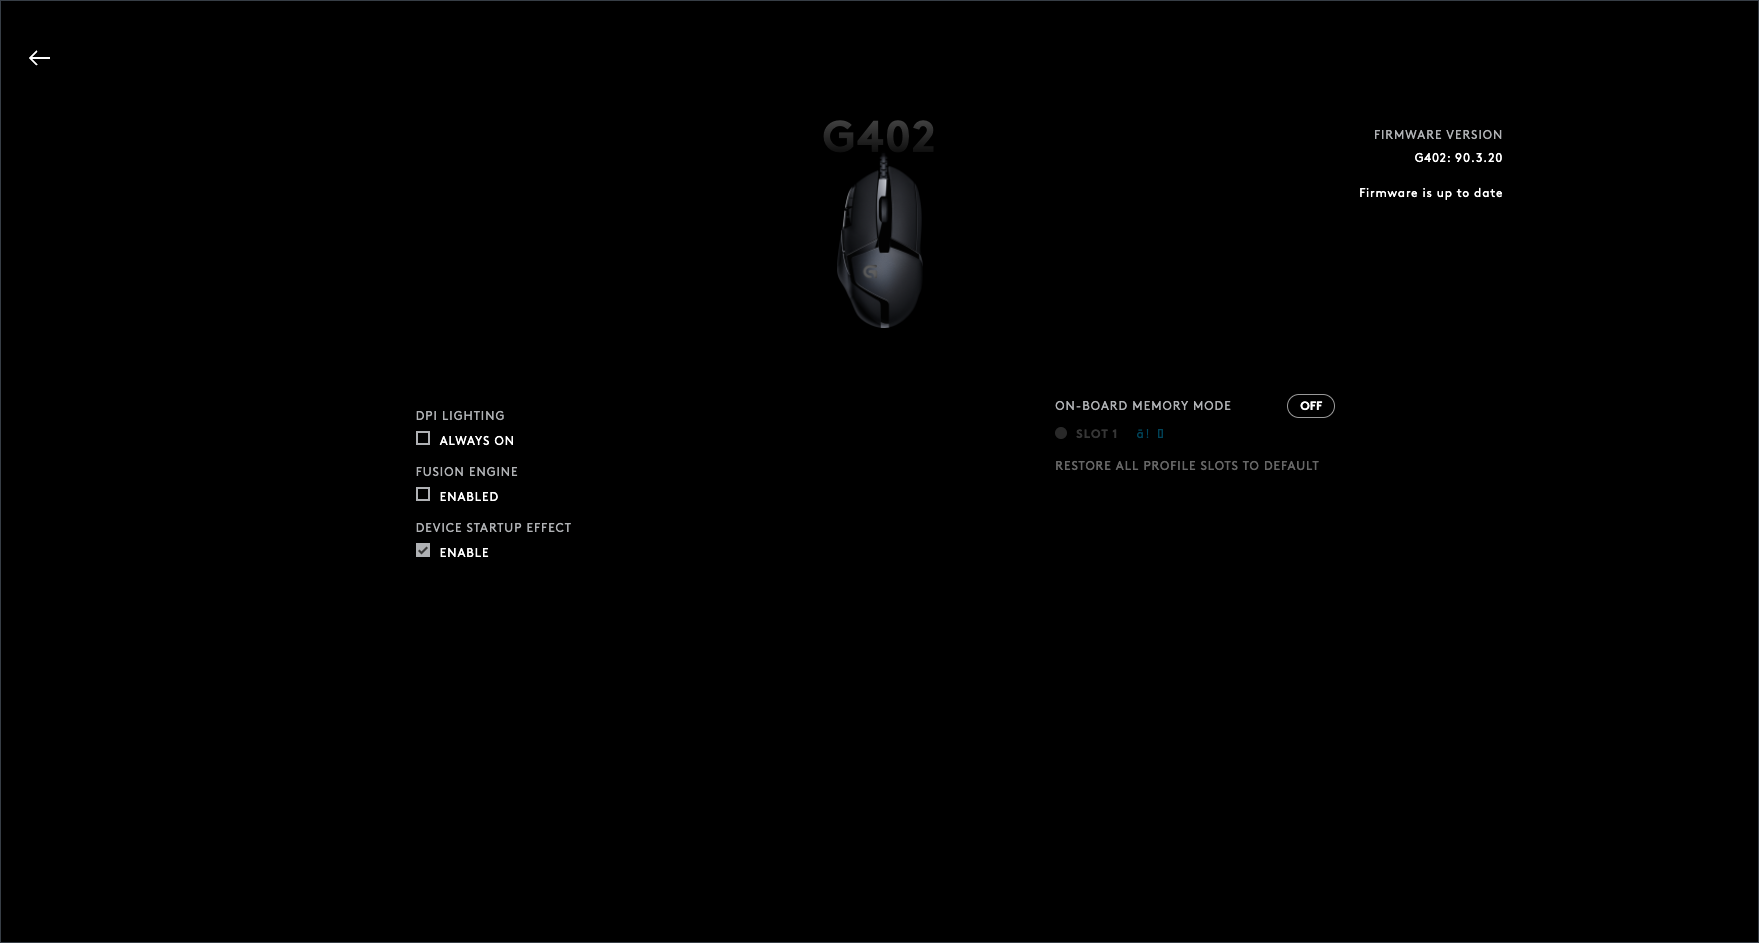 G402
FIRMWARE VERSION
G402: 90.3.20
Firmware is up to date
DPI LIGHTING
ALWAYS ON
FUSION ENGINE
ENABLED
DEVICE STARTUP EFFECT
ENABLE
ON-BOARD MEMORY MODE OFF
SLOT 1
RESTORE ALL PROFILE SLOTS TO DEFAULT